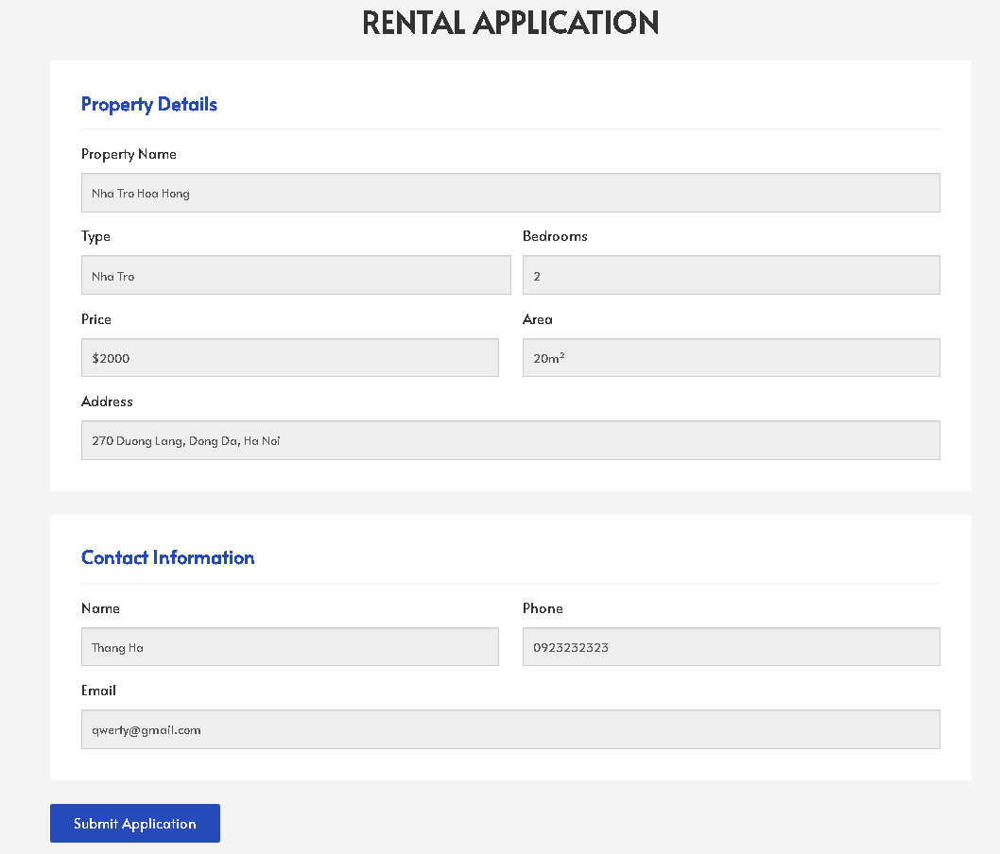 RENTAL APPLICATION
Property Details
Property Name
Nha Tro Hoa Hong
Type
Bedrooms
Nha Tro
2
Price
Area
$2000
20m²
Address
270 Duong Lang, Dong Da, Ha Noi
Contact Information
Name
Phone
Thang Ha
0923232323
Email
qwerty@gmail.com
Submit Application